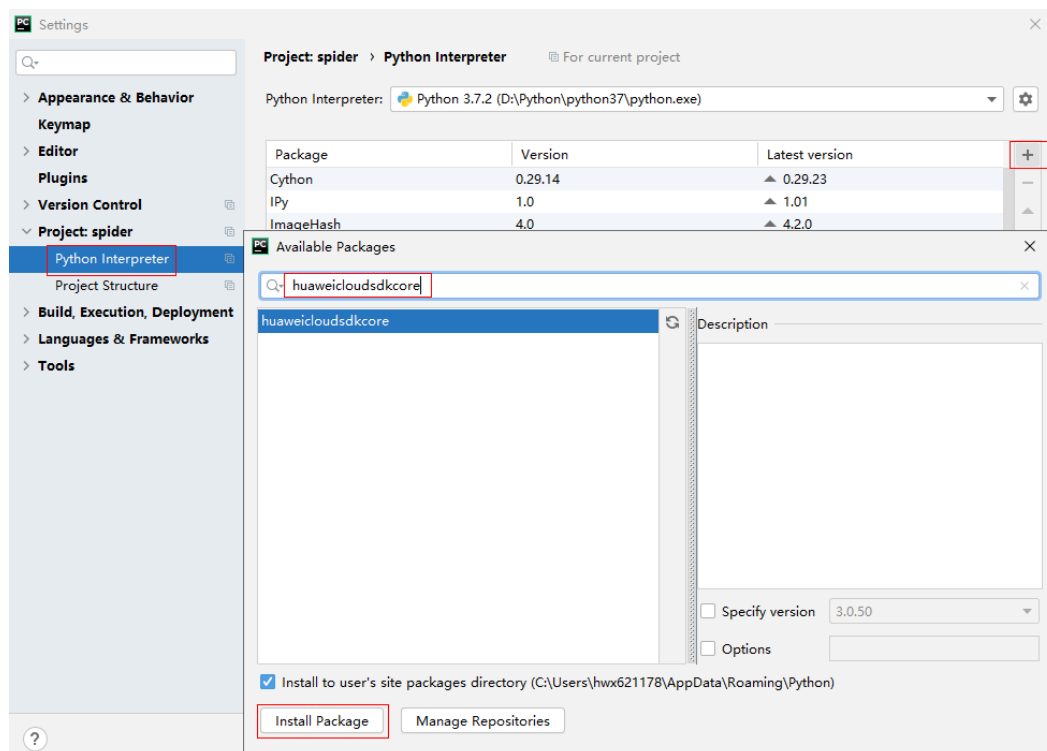 PC Settings
Project: spider › Python Interpreter For current project
Appearance & Behavior
Keymap
Editor
Plugins
Version Control
Project: spider
Python Interpreter
Project Structure
Build, Execution, Deployment
Languages & Frameworks
Tools
Python Interpreter: Python 3.7.2 (D:\Python\python37\python.exe)
Package Version Latest version
Cython 0.29.14 0.29.23
IPy 1.0 1.01
ImageHash 4.0 4.2.0
PC Available Packages
huaweicloudsdkcore
huaweicloudsdkcore
Description
Specify version 3.0.50
Options
Install to user's site packages directory (C:\Users\hwx621178\AppData\Roaming\Python)
Install Package Manage Repositories
?